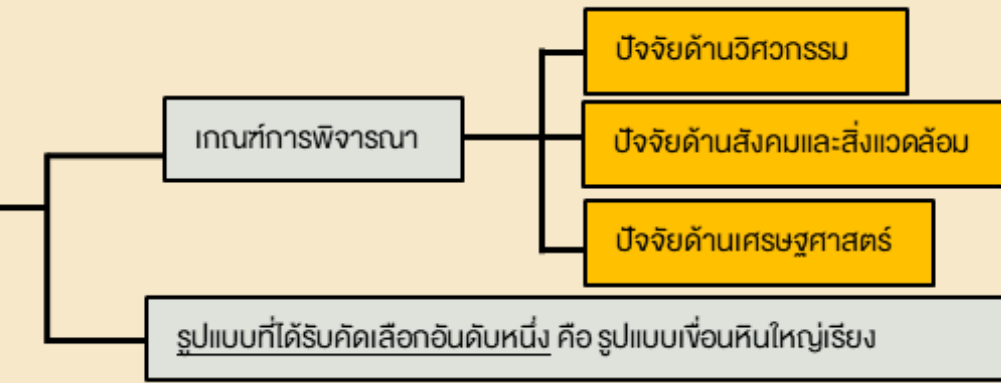 ปัจจัยด้านวิศวกรรม
เกณฑ์การพิจารณา
ปัจจัยด้านสังคมและสิ่งแวดล้อม
ปัจจัยด้านเศรษฐศาสตร์
รูปแบบที่ได้รับคัดเลือกอันดับหนึ่ง คือ รูปแบบเขื่อนหินใหญ่เรียง